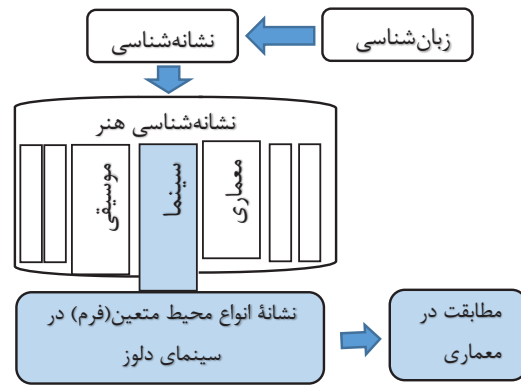 زبان‌شناسی
نشانه‌شناسی
نشانه‌شناسی هنر
معماری
سینما
موسیقی
نشانهٔ انواع محیط متعین(فرم) در
سینمای دلوز
مطابقت در
معماری